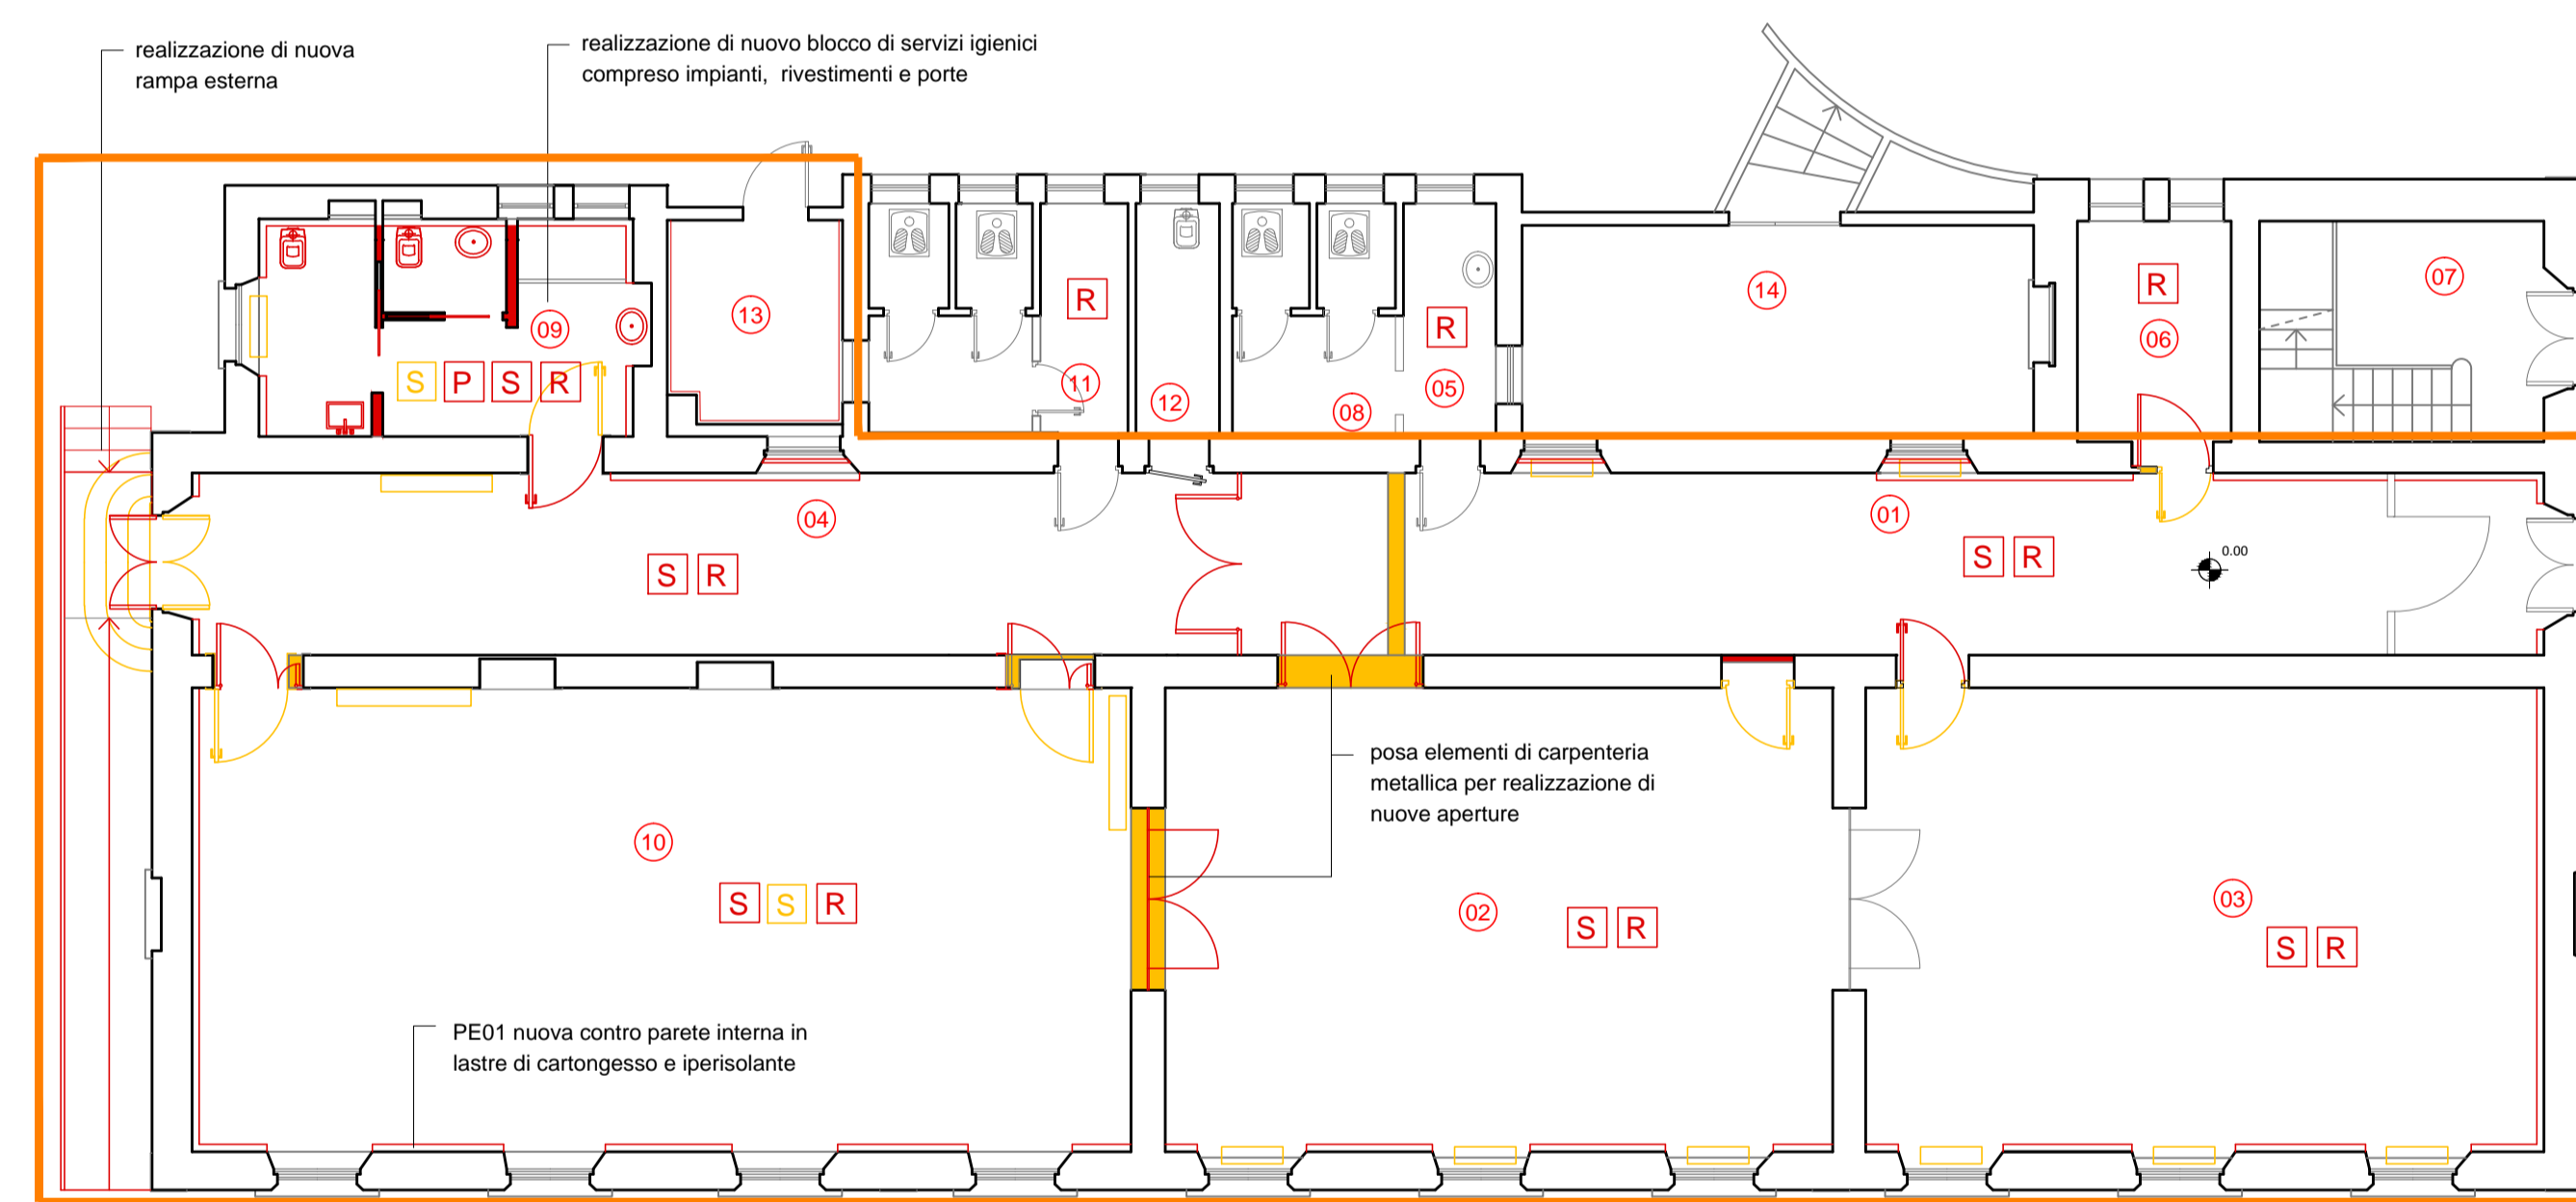 realizzazione di nuova
rampa esterna
realizzazione di nuovo blocco di servizi igienici
compreso impianti, rivestimenti e porte
09
S P S R
13
R
11
12
08
R
05
14
R
06
07
04
S R
01
S R
0.00
posa elementi di carpenteria
metallica per realizzazione di
nuove aperture
10
S S R
02
S R
03
S R
PE01 nuova contro parete interna in
lastre di cartongesso e iperisolante